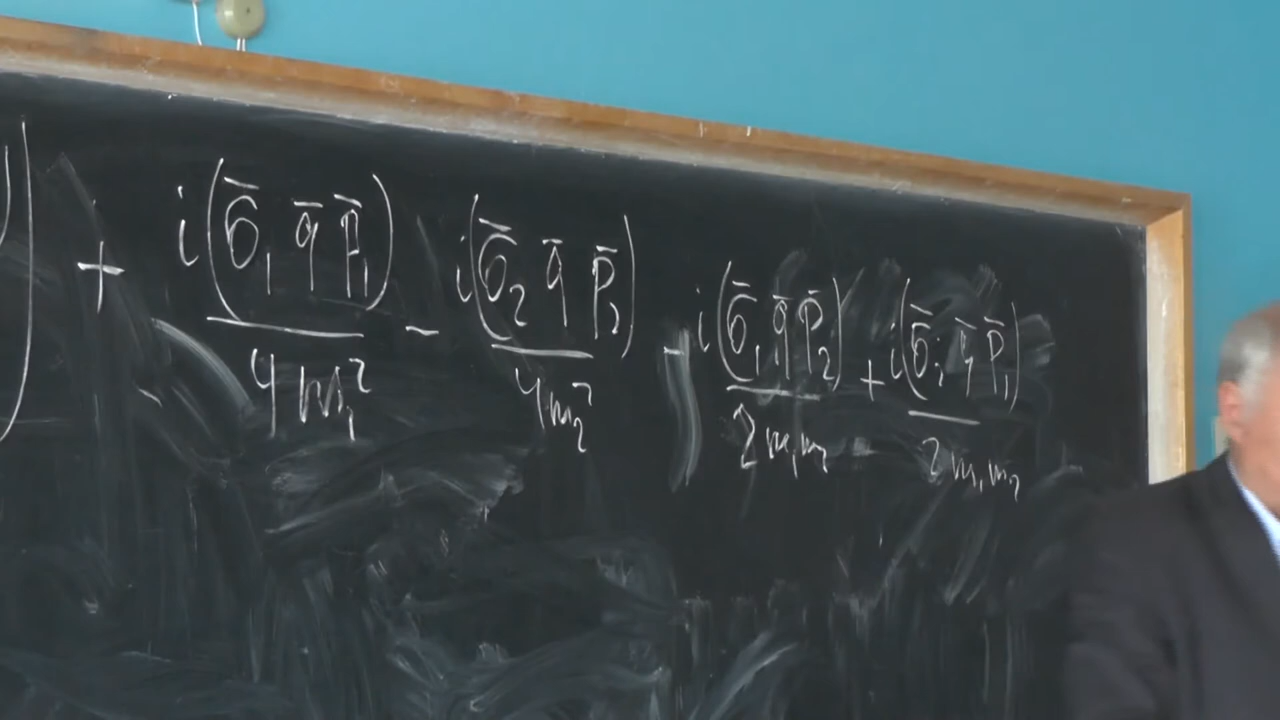 ) + i(σ̄₁ q̄ p̄₁)/4m₁² - i(σ̄₂ q̄ p̄₂)/4m₂² - i(σ̄₁ q̄ p̄₂)/2m₁m₂ + i(σ̄₂ q̄ p̄₁)/2m₁m₂